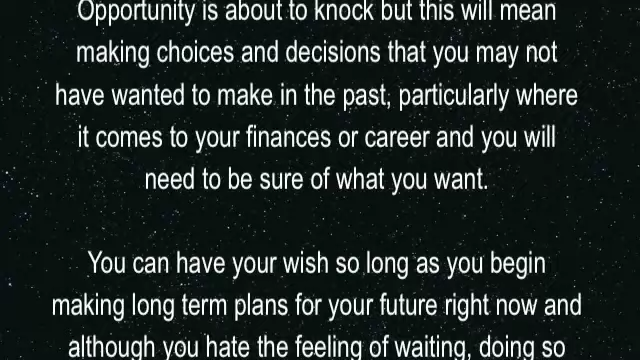 Opportunity is about to knock but this will mean
making choices and decisions that you may not
have wanted to make in the past, particularly where
it comes to your finances or career and you will
need to be sure of what you want.
You can have your wish so long as you begin
making long term plans for your future right now and
although you hate the feeling of waiting, doing so